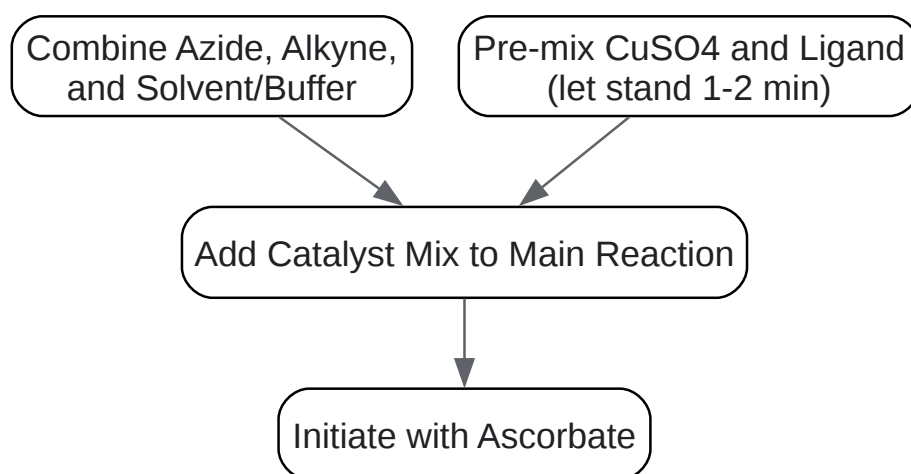 Combine Azide, Alkyne,
and Solvent/Buffer
Pre-mix CuSO4 and Ligand
(let stand 1-2 min)
Add Catalyst Mix to Main Reaction
Initiate with Ascorbate